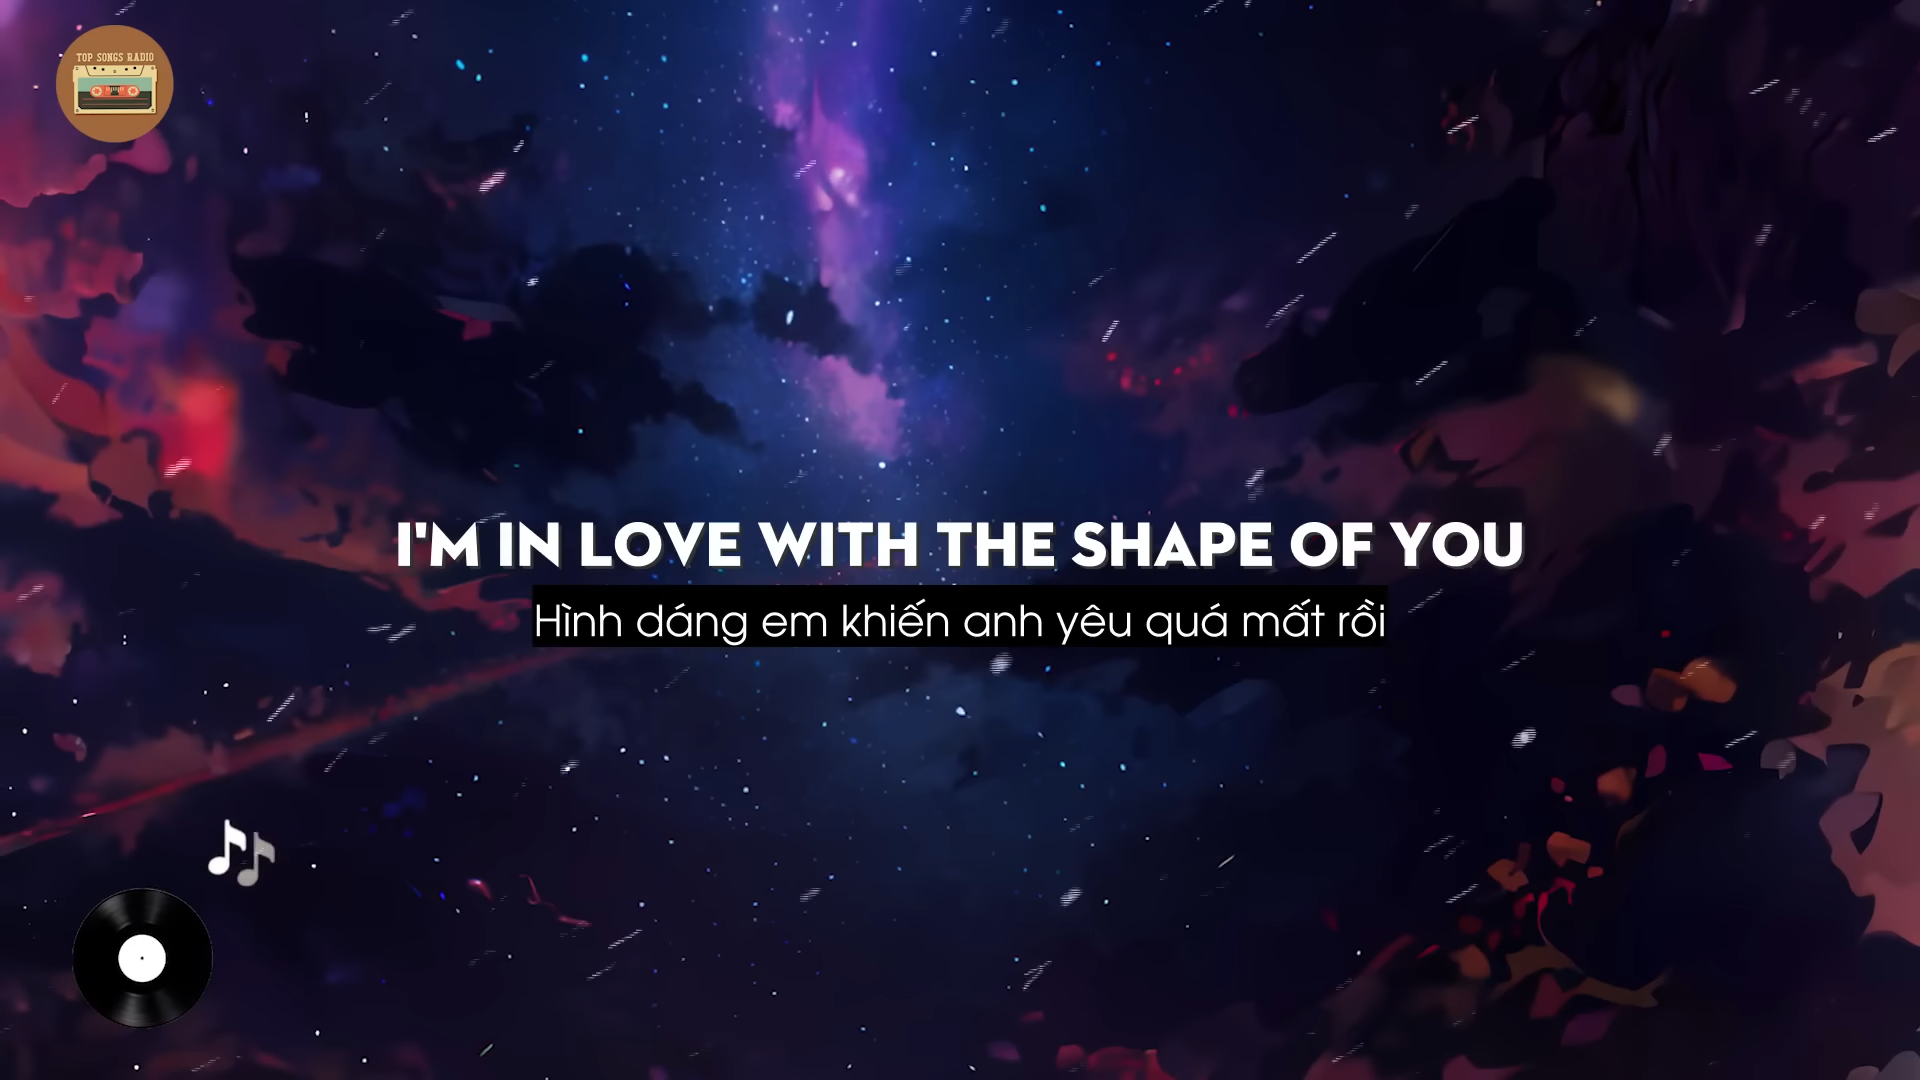 TOP SONGS RADIO
I'M IN LOVE WITH THE SHAPE OF YOU
Hình dáng em khiến anh yêu quá mất rồi